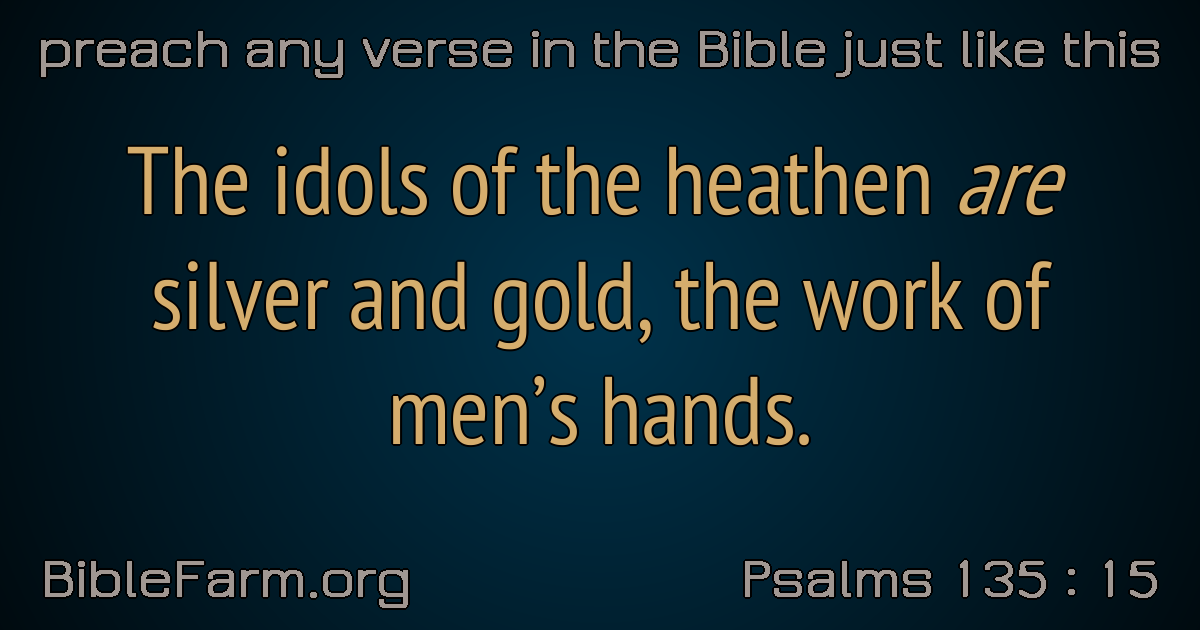 preach any verse in the Bible just like this
The idols of the heathen are
silver and gold, the work of
men’s hands.
BibleFarm.org
Psalms 135 : 15